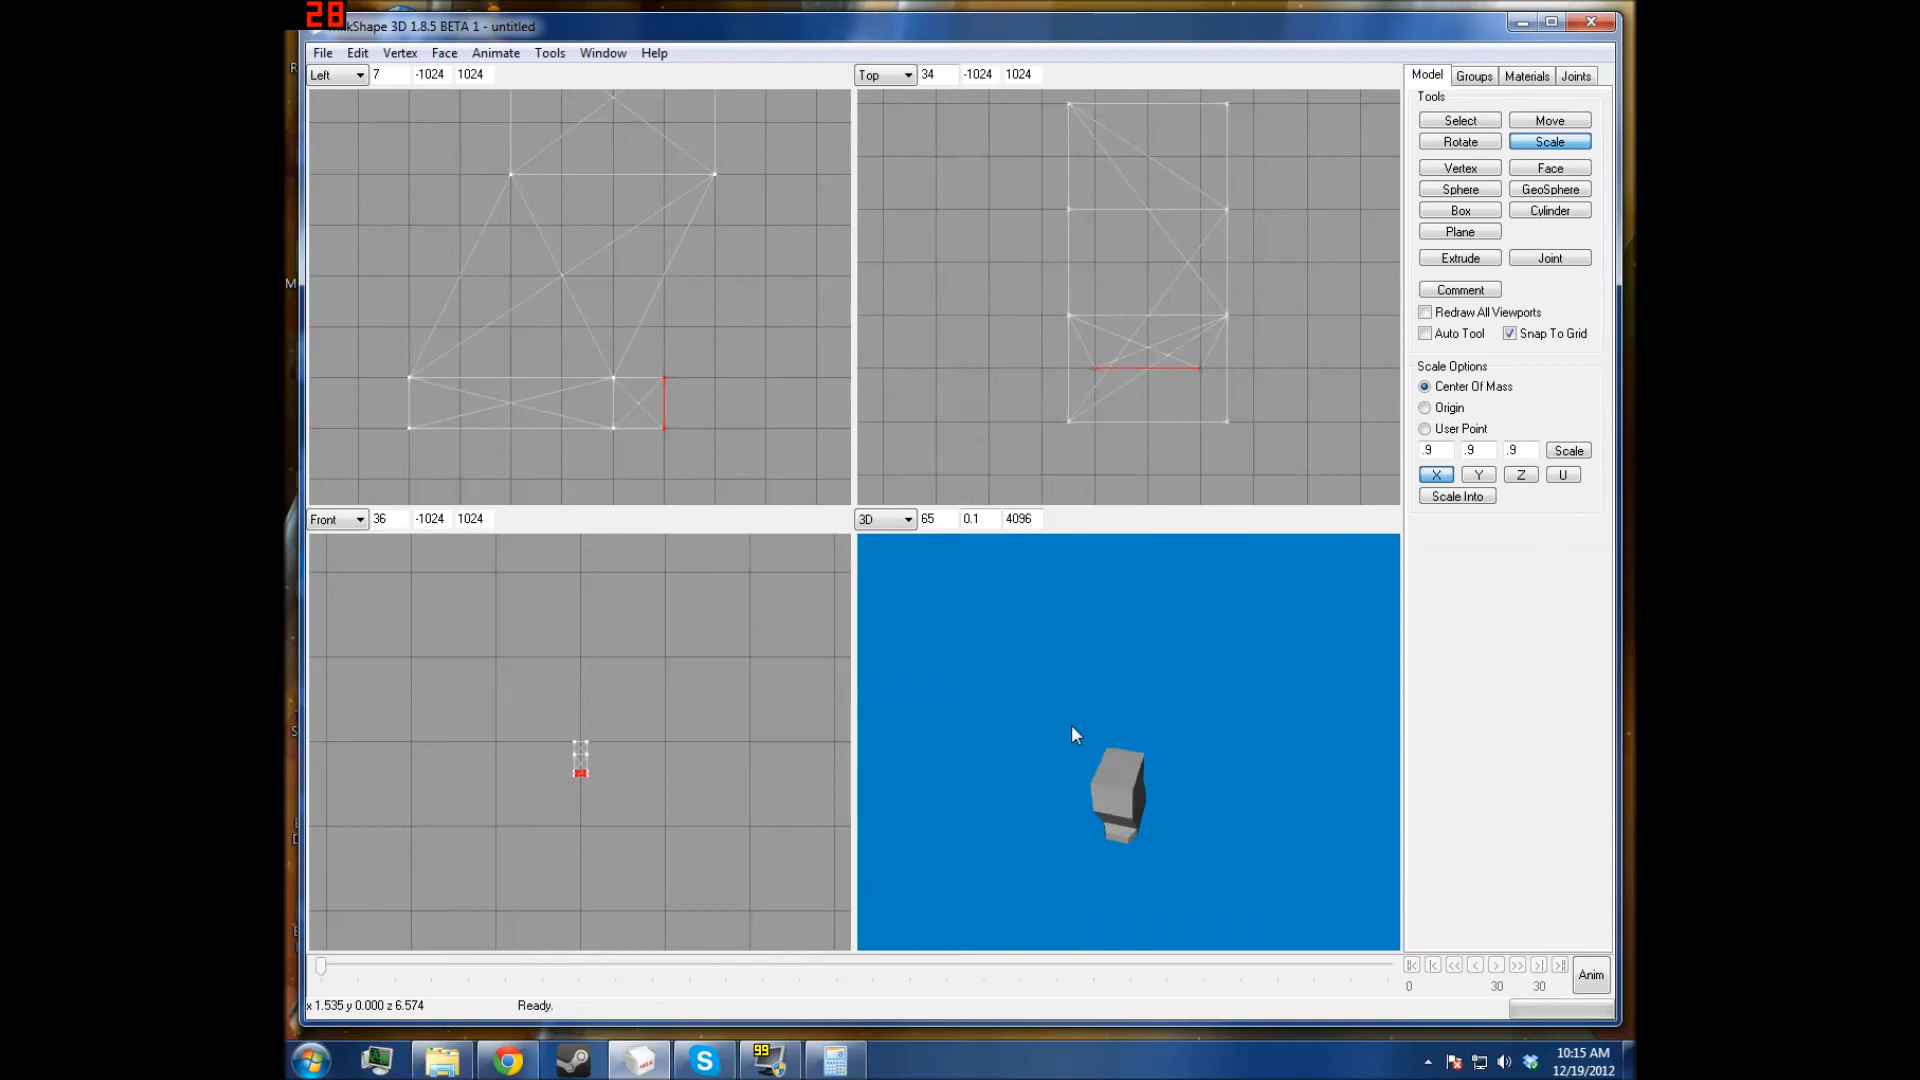 28
lkShape 3D 1.8.5 BETA 1 - untitled
File Edit Vertex Face Animate Tools Window Help
Left 7 -1024 1024
Top 34 -1024 1024
Model Groups Materials Joints
Tools
Select Move
Rotate Scale
Vertex Face
Sphere GeoSphere
Box Cylinder
Plane
Extrude Joint
Comment
Redraw All Viewports
Auto Tool Snap To Grid
Scale Options
Center Of Mass
Origin
User Point
.9 .9 .9 Scale
X Y Z U
Scale Into
Front 36 -1024 1024
3D 65 0.1 4096
Anim
0 30 30
x 1.535 y 0.000 z 6.574 Ready.
99
MILK
10:15 AM
12/19/2012